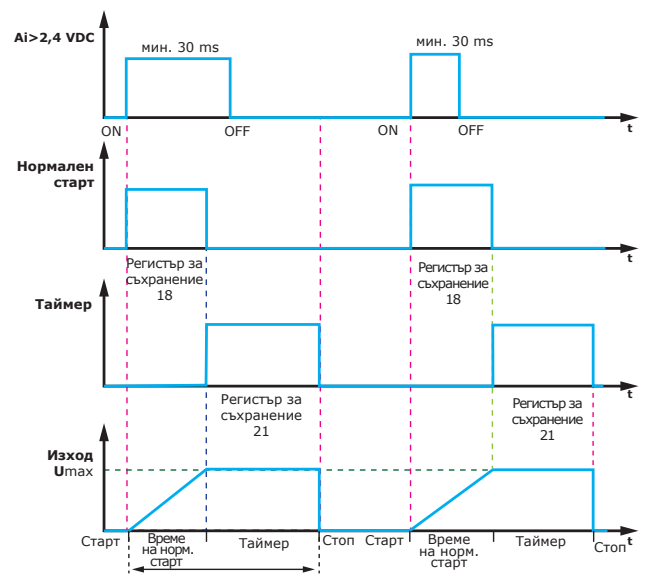 Ai>2,4 VDC
мин. 30 ms
мин. 30 ms
ON
OFF
ON
OFF
t
Нормален
старт
t
Регистър за
съхранение
18
Регистър за
съхранение
18
Таймер
t
Регистър за
съхранение
21
Регистър за
съхранение
21
Изход
Umax
t
Старт
Време
на норм.
старт
Таймер
Стоп
Старт
Време
на норм.
старт
Таймер
Стоп